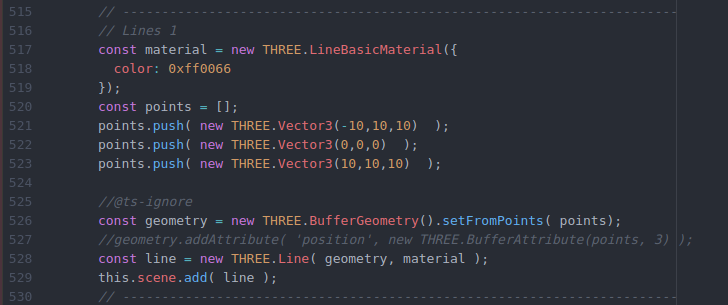 515 // -----------------------------------------------------------------------
516 // Lines 1
517 const material = new THREE.LineBasicMaterial({
518 color: 0xff0066
519 });
520 const points = [];
521 points.push( new THREE.Vector3(-10,10,10)  );
522 points.push( new THREE.Vector3(0,0,0)  );
523 points.push( new THREE.Vector3(10,10,10)  );
524
525 //@ts-ignore
526 const geometry = new THREE.BufferGeometry().setFromPoints( points);
527 //geometry.addAttribute( 'position', new THREE.BufferAttribute(points, 3) );
528 const line = new THREE.Line( geometry, material );
529 this.scene.add( line );
530 // -----------------------------------------------------------------------